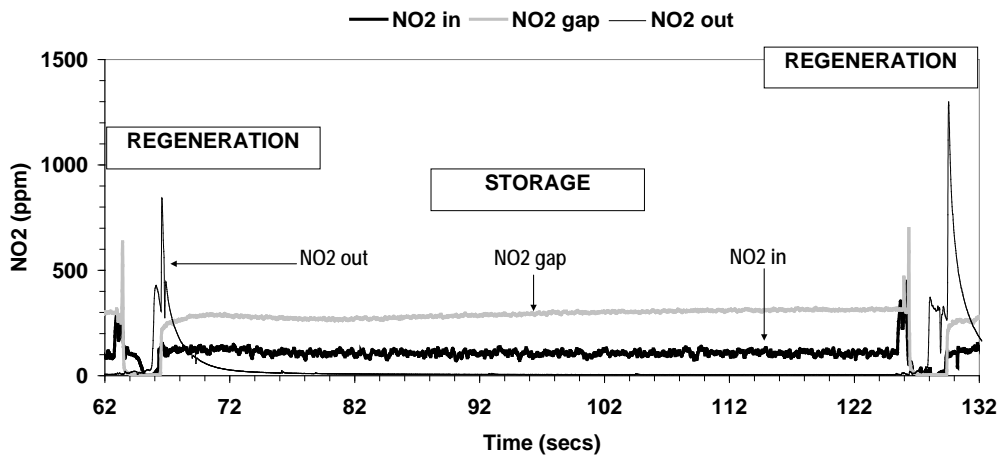 NO2 in NO2 gap NO2 out
1500
1000
500
0
NO2 (ppm)
REGENERATION
REGENERATION
STORAGE
NO2 out
NO2 gap
NO2 in
62 72 82 92 102 112 122 132
Time (secs)